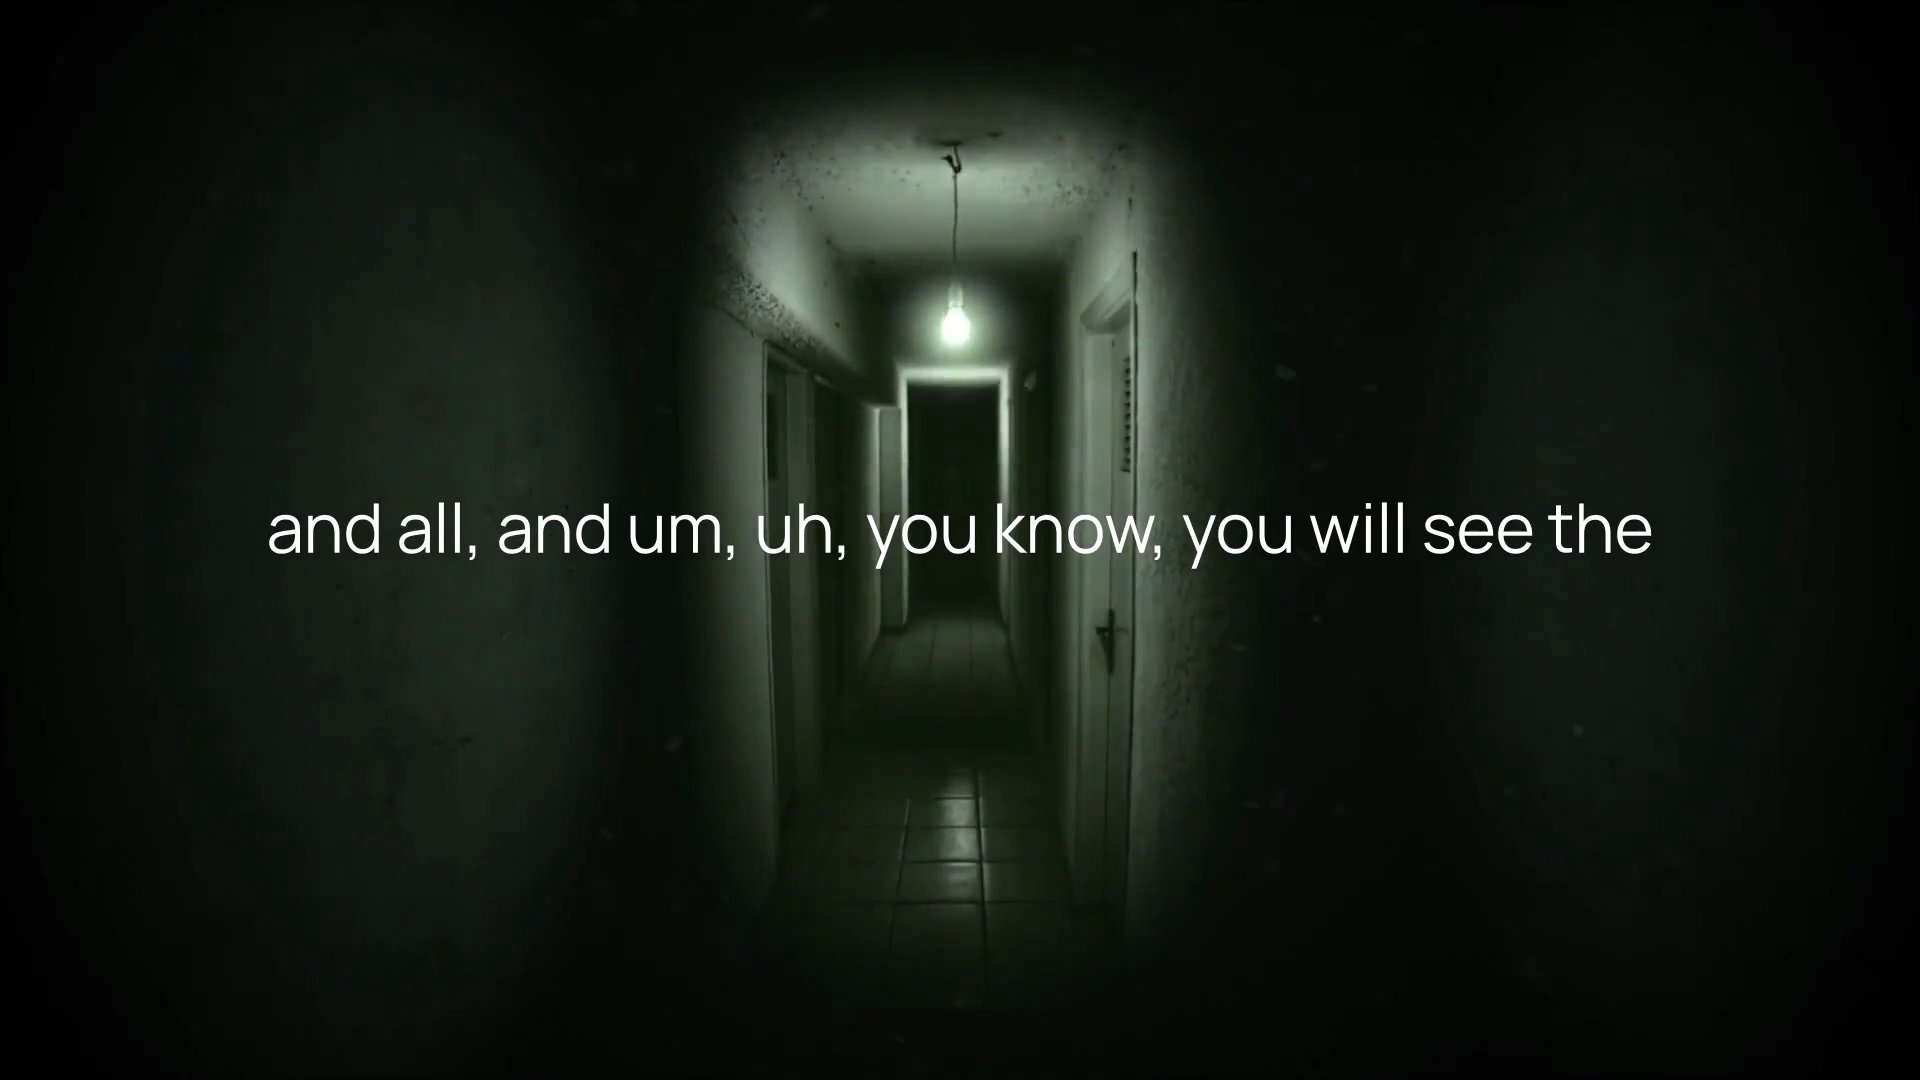 and all, and um, uh, you know, you will see the